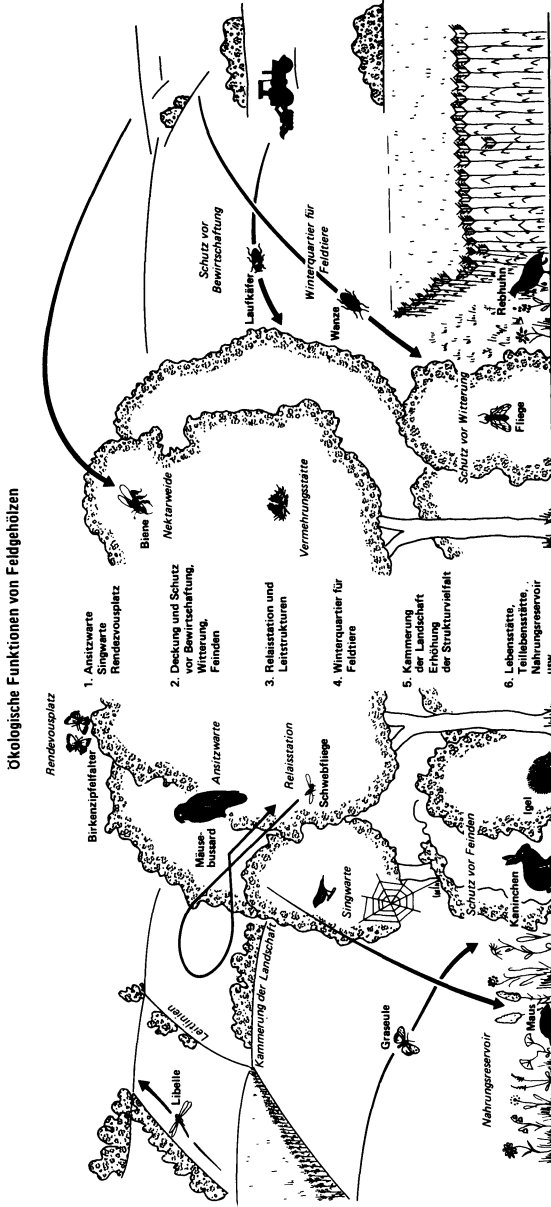 Ökologische Funktionen von Feldgehölzen
Rendevousplatz
Birkenzipfelfalter
1. Ansitzwarte
Singwarte
Rendezvousplatz
2. Deckung und Schutz
vor Bewirtschaftung,
Witterung,
Feinden
3. Relaisstation und
Leitstrukturen
4. Winterquartier für
Feldtiere
5. Kammerung
der Landschaft
Erhöhung
der Strukturvielfalt
6. Lebensstätte,
Teillebensstätte,
Nahrungsreservoir
usw.
Libelle
Leitlinien
Kammerung der Landschaft
Mäuse-
bussard
Ansitzwarte
Relaisstation
Schwebfliege
Singwarte
Graseule
Nahrungsreservoir
Maus
Schutz vor Feinden
Kaninchen
Igel
Biene
Nektarweide
Vermehrungsstätte
Schutz vor
Bewirtschaftung
Laufkäfer
Winterquartier für
Feldtiere
Wanze
Schutz vor Witterung
Fliege
Rebhuhn